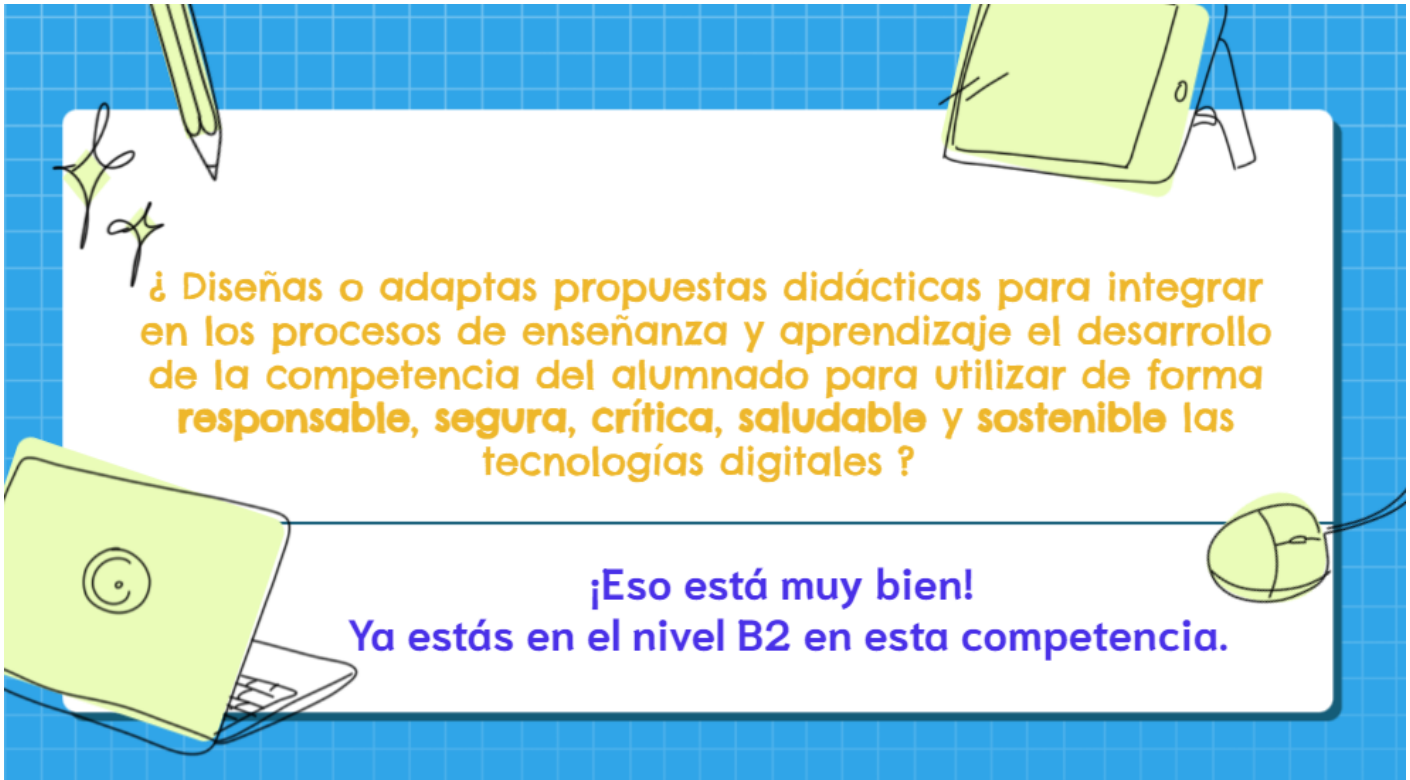 ¿ Diseñas o adaptas propuestas didácticas para integrar
en los procesos de enseñanza y aprendizaje el desarrollo
de la competencia del alumnado para utilizar de forma
responsable, segura, crítica, saludable y sostenible las
tecnologías digitales ?
¡Eso está muy bien!
Ya estás en el nivel B2 en esta competencia.